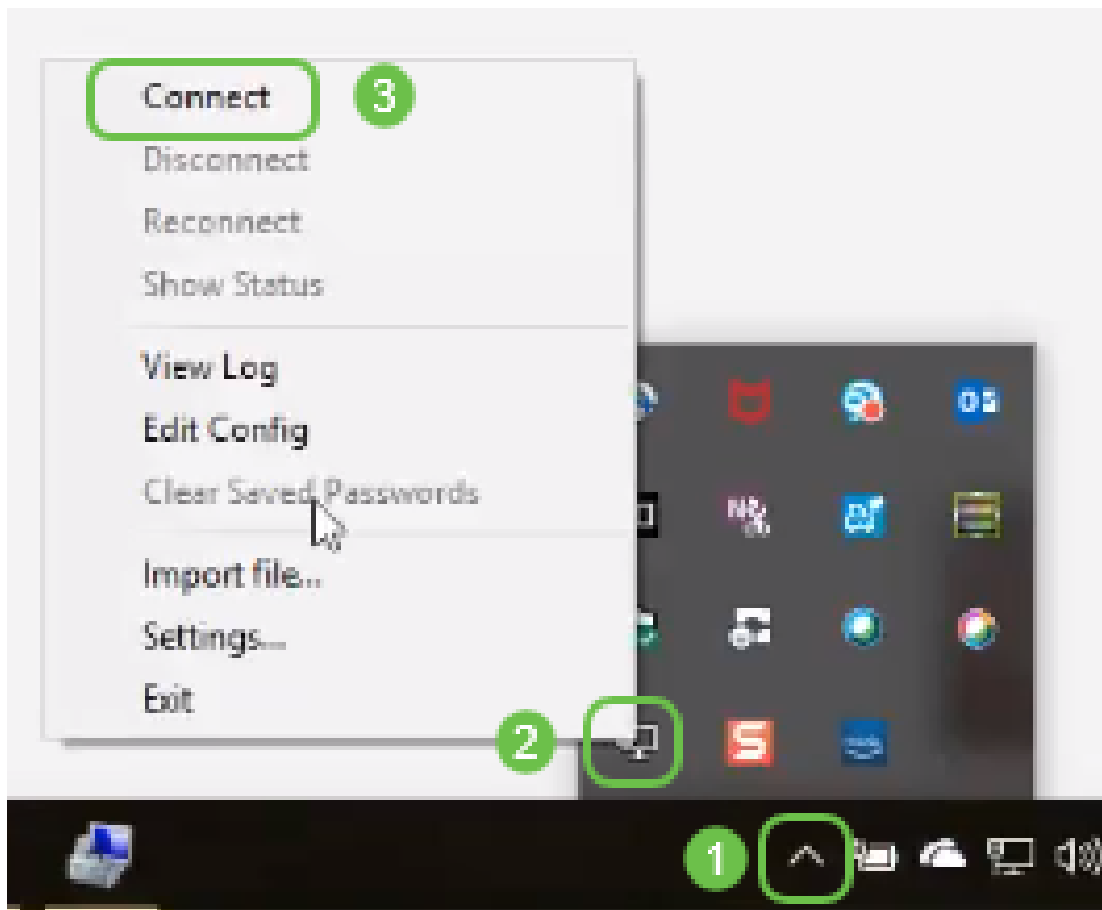 Connect
3
Disconnect
Reconnect
Show Status
View Log
Edit Config
Clear Saved Passwords
Import file...
Settings...
Exit
2
S
1